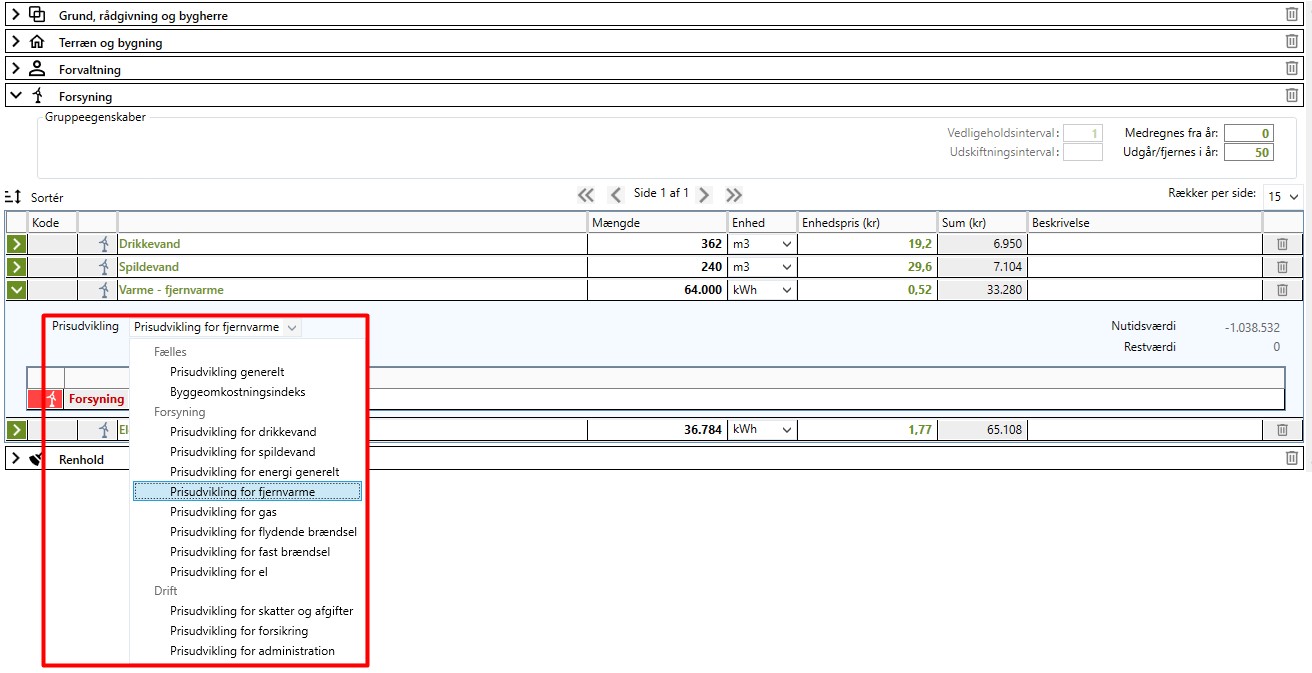 Grund, rådgivning og bygherre
Terræn og bygning
Forvaltning
Forsyning
Gruppeegenskaber
Vedligeholdsinterval: 1 Medregnes fra år: 0
Udskiftningsinterval: Udgår/fjernes i år: 50
Sortér Side 1 af 1 Rækker per side: 15
Kode Mængde Enhed Enhedspris (kr) Sum (kr) Beskrivelse
Drikkevand 362 m3 19,2 6.950
Spildevand 240 m3 29,6 7.104
Varme - fjernvarme 64.000 kWh 0,52 33.280
Prisudvikling Prisudvikling for fjernvarme Nutidsværdi -1.038.532
Restværdi 0
Fælles
Prisudvikling generelt
Byggeomkostningsindeks
Forsyning
Forsyning
Prisudvikling for drikkevand
El 36.784 kWh 1,77 65.108
Prisudvikling for spildevand
Renhold
Prisudvikling for energi generelt
Prisudvikling for fjernvarme
Prisudvikling for gas
Prisudvikling for flydende brændsel
Prisudvikling for fast brændsel
Prisudvikling for el
Drift
Prisudvikling for skatter og afgifter
Prisudvikling for forsikring
Prisudvikling for administration